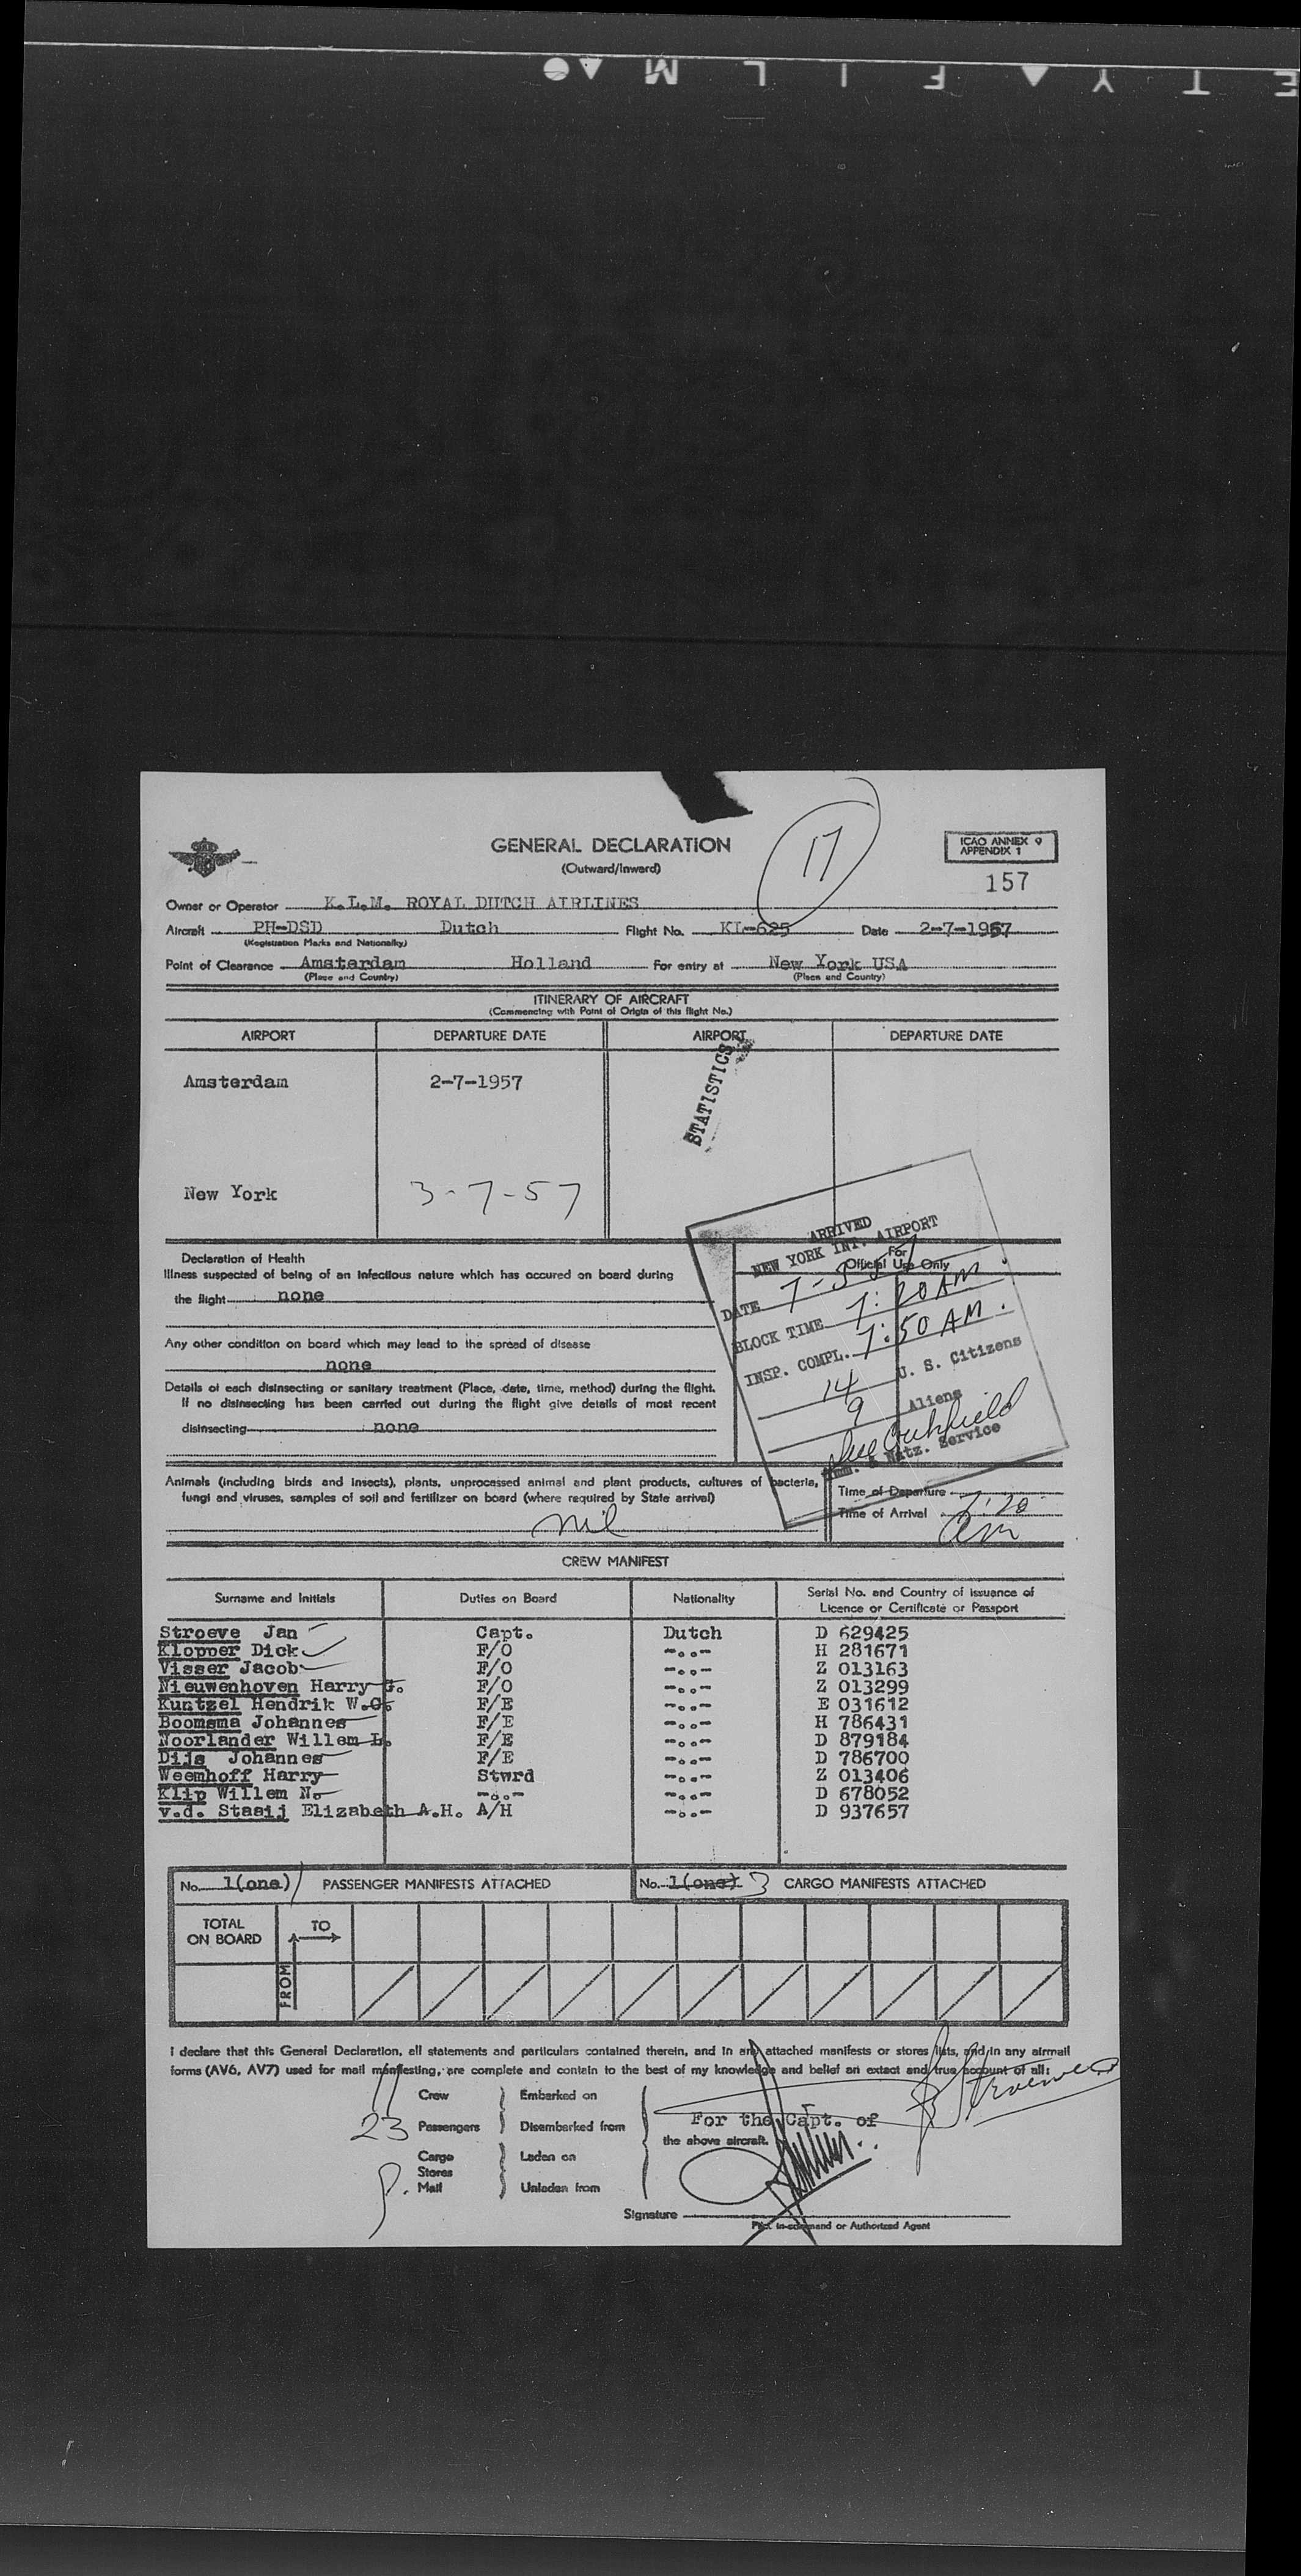 E T Y ▲ F I L M ▲●
17
GENERAL DECLARATION
(Outward/Inward)
ICAO ANNEX 9
APPENDIX 1
157
Owner or Operator K.L.M. ROYAL DUTCH AIRLINES
Aircraft PH-DSD Dutch Flight No. KL-625 Date 2-7-1957
(Registration Marks and Nationality)
Point of Clearance Amsterdam Holland For entry at New York USA
(Place and Country) (Place and Country)
ITINERARY OF AIRCRAFT
(Commencing with Point of Origin of this flight No.)
AIRPORT DEPARTURE DATE AIRPORT DEPARTURE DATE
STATISTICS
Amsterdam 2-7-1957
New York 3-7-57
Declaration of Health
Illness suspected of being of an infectious nature which has occured on board during
the flight none
Any other condition on board which may lead to the spread of disease
none
Details of each disinsecting or sanitary treatment (Place, date, time, method) during the flight.
If no disinsecting has been carried out during the flight give details of most recent
disinsecting none
For
Official Use Only
ARRIVED
NEW YORK INT. AIRPORT
DATE 7-3-57
BLOCK TIME 7:20 AM
INSP. COMPL. 7:50 AM.
14 U. S. Citizens
9 Aliens
Imm. & Natz. Service
Animals (including birds and insects), plants, unprocessed animal and plant products, cultures of bacteria,
fungi and viruses, samples of soil and fertilizer on board (where required by State arrival)
nil
Time of Departure
Time of Arrival 7:20
am
CREW MANIFEST
Surname and Initials Duties on Board Nationality Serial No. and Country of Issuance of
Licence or Certificate or Passport
Stroeve Jan Capt. Dutch D 629425
Klopper Dick F/O -..- H 281671
Visser Jacob F/O -..- Z 013163
Nieuwenhoven Harry G. F/O -..- Z 013299
Kuntzel Hendrik W.G. F/E -..- E 031612
Boomsma Johannes F/E -..- H 786431
Noorlander Willem L. F/E -..- D 879184
Dijs Johannes F/E -..- D 786700
Weemhoff Harry Stwrd -..- Z 013406
Klip Willem N. -..- -..- D 678052
v.d. Staaij Elizabeth A.H. A/H -..- D 937657
No. 1(one) PASSENGER MANIFESTS ATTACHED No. 1(one) 3 CARGO MANIFESTS ATTACHED
TOTAL
ON BOARD
TO
FROM
I declare that this General Declaration, all statements and particulars contained therein, and in any attached manifests or stores lists, and in any airmail
forms (AV6, AV7) used for mail manifesting, are complete and contain to the best of my knowledge and belief an extact and true account of all:
11 Crew Embarked on
23 Passengers Disembarked from
For the Capt. of
the above aircraft.
Cargo Laden on
Stores
Mail Unladen from
Signature
Pilot in-command or Authorized Agent